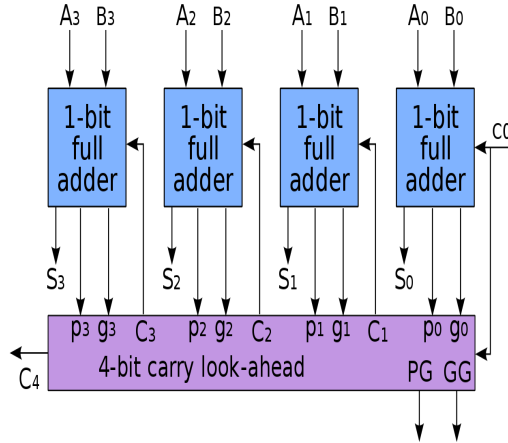 A3 B3 A2 B2 A1 B1 A0 B0
1-bit full adder
1-bit full adder
1-bit full adder
1-bit full adder
C0
S3 S2 S1 S0
p3 g3 C3 p2 g2 C2 p1 g1 C1 p0 g0
4-bit carry look-ahead
PG GG
C4